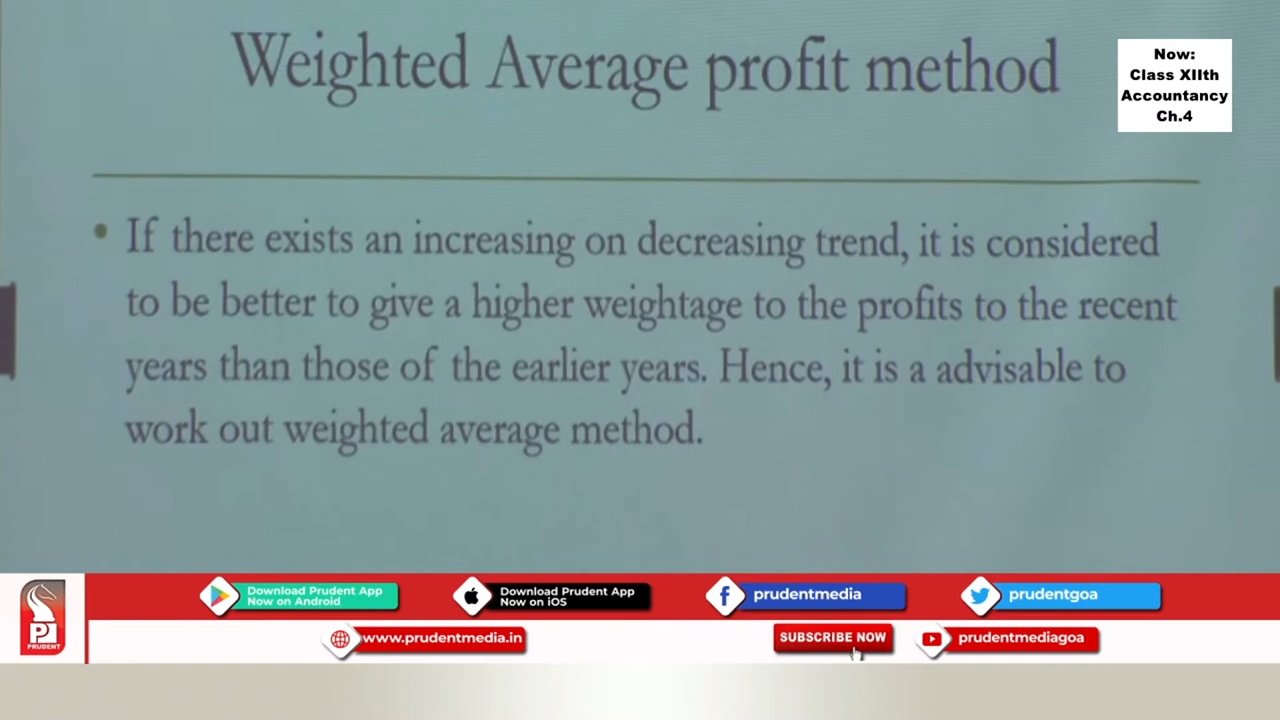 Weighted Average profit method
Now:
Class XIIth
Accountancy
Ch.4
• If there exists an increasing on decreasing trend, it is considered
to be better to give a higher weightage to the profits to the recent
years than those of the earlier years. Hence, it is a advisable to
work out weighted average method.
Download Prudent App
Now on Android
Download Prudent App
Now on iOS
prudentmedia
prudentgoa
PRUDENT
www.prudentmedia.in
SUBSCRIBE NOW
prudentmediagoa